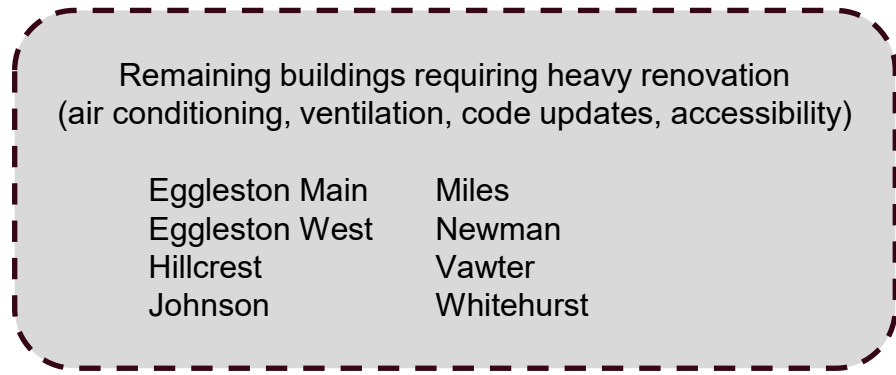 Remaining buildings requiring heavy renovation
(air conditioning, ventilation, code updates, accessibility)
Eggleston Main
Eggleston West
Hillcrest
Johnson
Miles
Newman
Vawter
Whitehurst